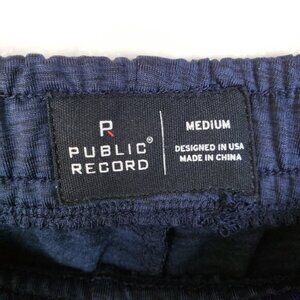 R
PUBLIC®
RECORD
MEDIUM
DESIGNED IN USA
MADE IN CHINA